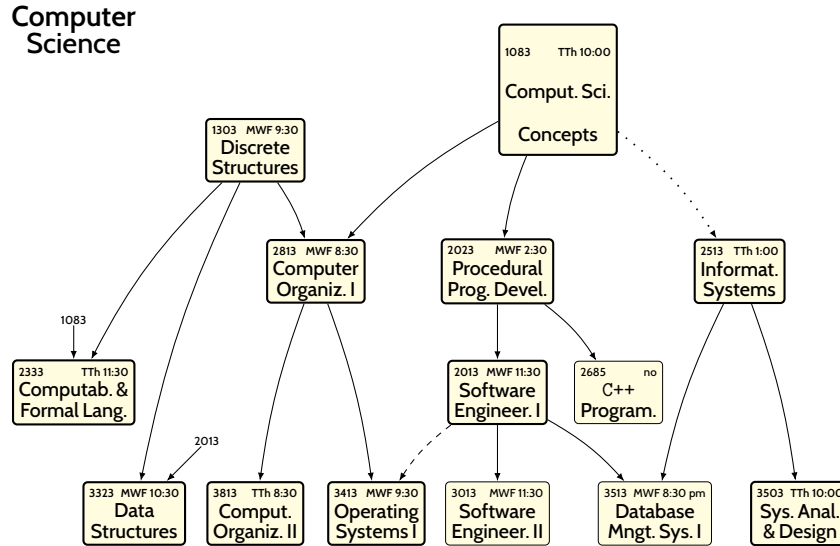 Computer
Science
1083 TTh 10:00
Comput. Sci.
Concepts
1303 MWF 9:30
Discrete
Structures
2813 MWF 8:30
Computer
Organiz. I
2023 MWF 2:30
Procedural
Prog. Devel.
2513 TTh 1:00
Informat.
Systems
1083
2333 TTh 11:30
Computab. &
Formal Lang.
2013 MWF 11:30
Software
Engineer. I
2685 no
C++
Program.
2013
3323 MWF 10:30
Data
Structures
3813 TTh 8:30
Comput.
Organiz. II
3413 MWF 9:30
Operating
Systems I
3013 MWF 11:30
Software
Engineer. II
3513 MWF 8:30 pm
Database
Mngt. Sys. I
3503 TTh 10:00
Sys. Anal.
& Design